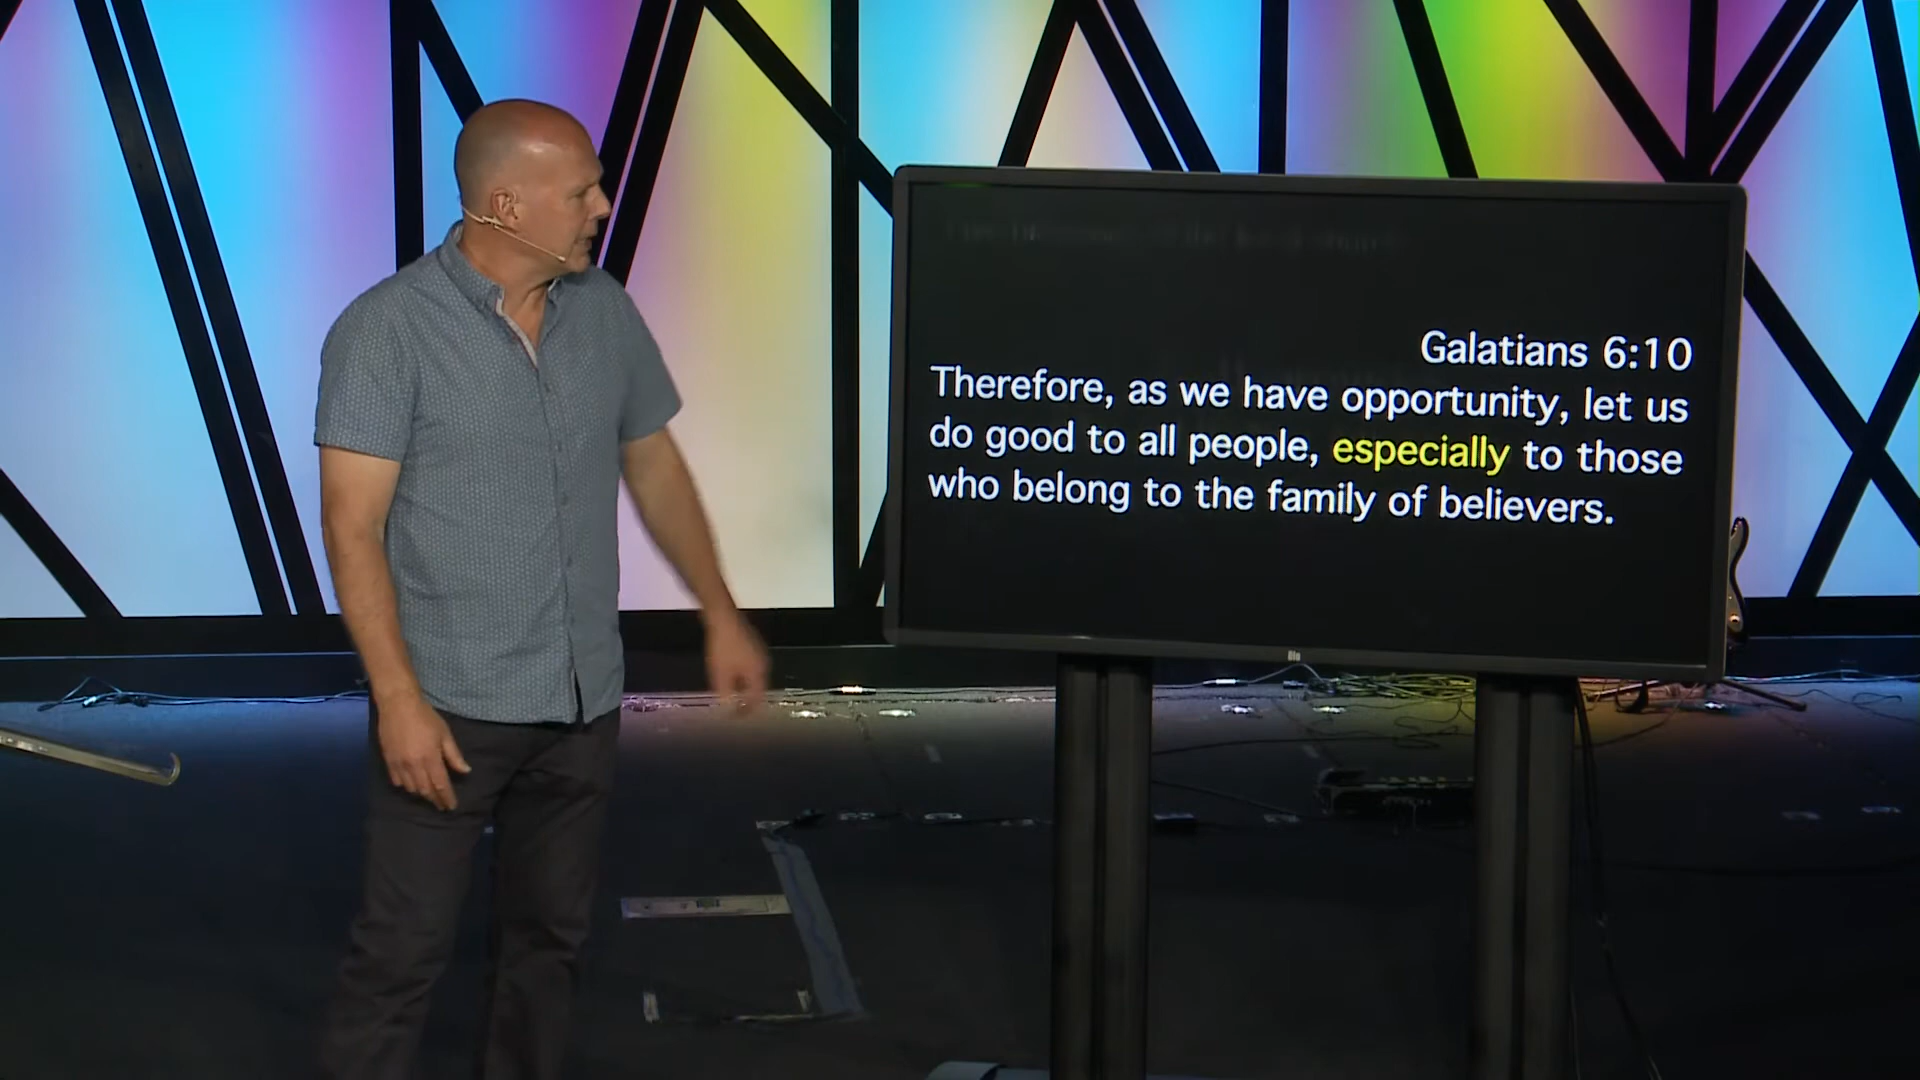 Galatians 6:10
Therefore, as we have opportunity, let us
do good to all people, especially to those
who belong to the family of believers.